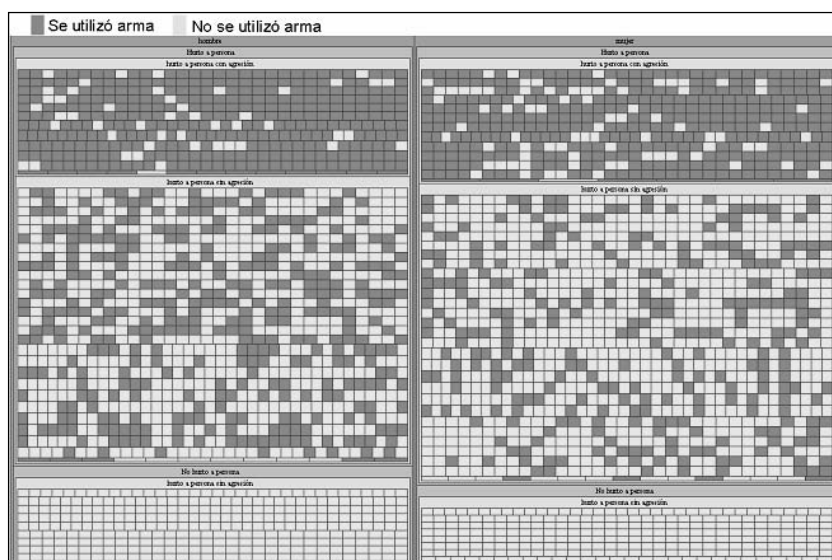 Se utilizó arma No se utilizó arma
hombre
mujer
Hurto a persona
Hurto a persona
hurto a persona con agresión
hurto a persona con agresión
hurto a persona sin agresión
hurto a persona sin agresión
No hurto a persona
hurto a persona sin agresión
No hurto a persona
hurto a persona sin agresión